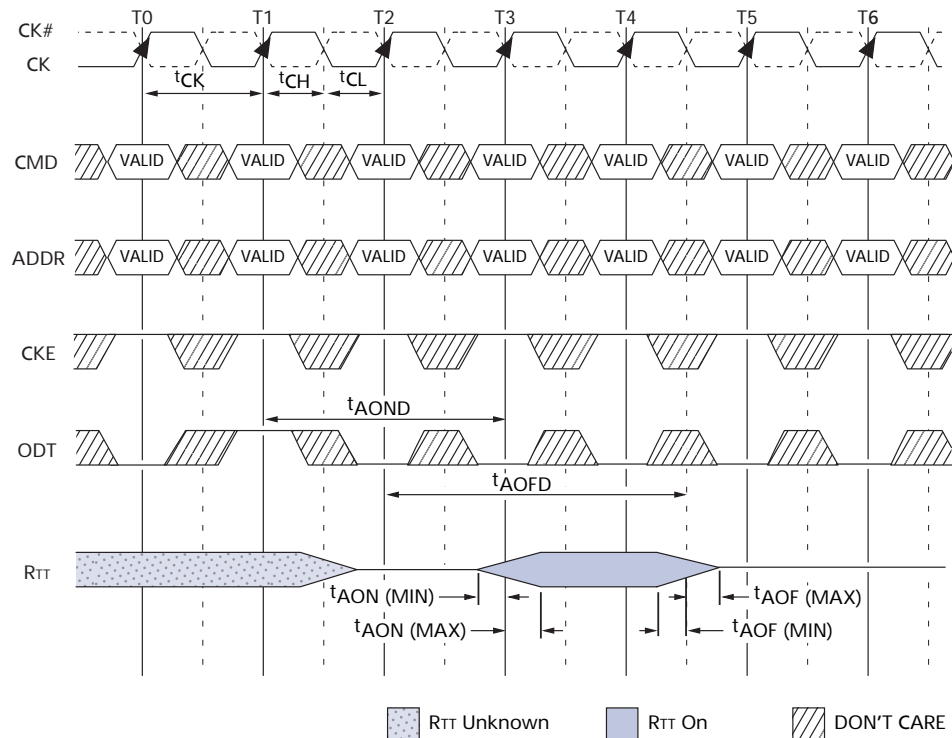 T0 T1 T2 T3 T4 T5 T6
CK#
CK
tCK tCH tCL
CMD VALID VALID VALID VALID VALID VALID VALID
ADDR VALID VALID VALID VALID VALID VALID VALID
CKE
tAOND
ODT
tAOFD
RTT
tAON (MIN) tAOF (MAX)
tAON (MAX) tAOF (MIN)
RTT Unknown RTT On DON'T CARE